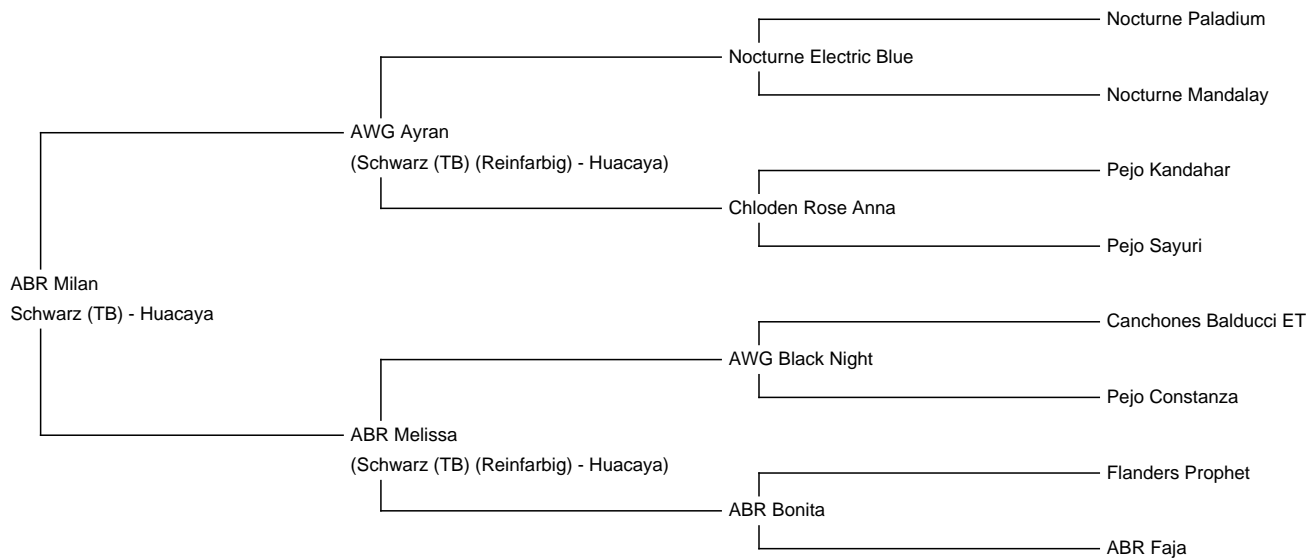 Nocturne Paladium
Nocturne Electric Blue
Nocturne Mandalay
AWG Ayran
(Schwarz (TB) (Reinfarbig) - Huacaya)
Pejo Kandahar
Chloden Rose Anna
Pejo Sayuri
ABR Milan
Schwarz (TB) - Huacaya
Canchones Balducci ET
AWG Black Night
Pejo Constanza
ABR Melissa
(Schwarz (TB) (Reinfarbig) - Huacaya)
Flanders Prophet
ABR Bonita
ABR Faja